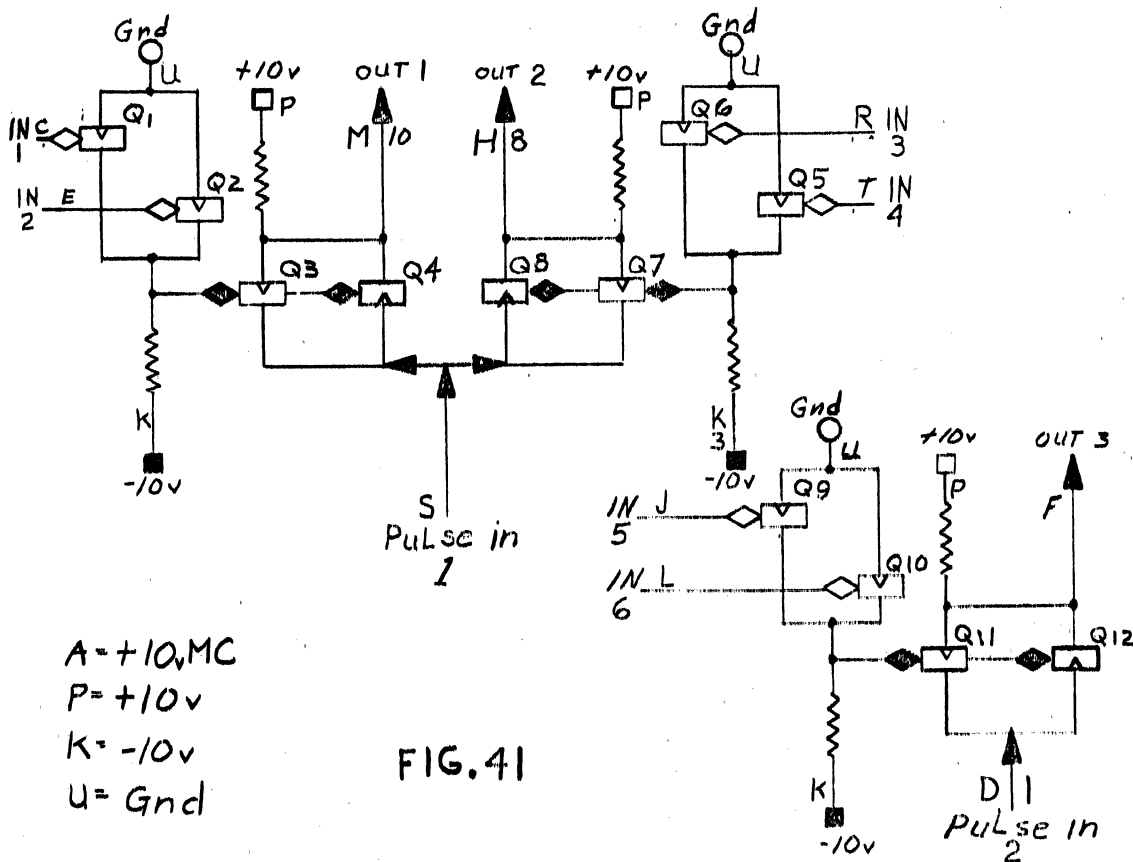 Gnd
U
+10v
P
OUT 1
M 10
OUT 2
H 8
+10v
P
Gnd
U
IN C
1
Q1
IN E
2
Q2
Q3
Q4
Q8
Q7
Q6
R IN
3
Q5
T IN
4
K
-10v
S
Pulse in
1
K
3
-10v
Gnd
U
+10v
P
OUT 3
F
IN J
5
Q9
IN L
6
Q10
Q11
Q12
K
-10v
D 1
Pulse in
2
A=+10vMC
P=+10v
K=-10v
U=Gnd
FIG.41